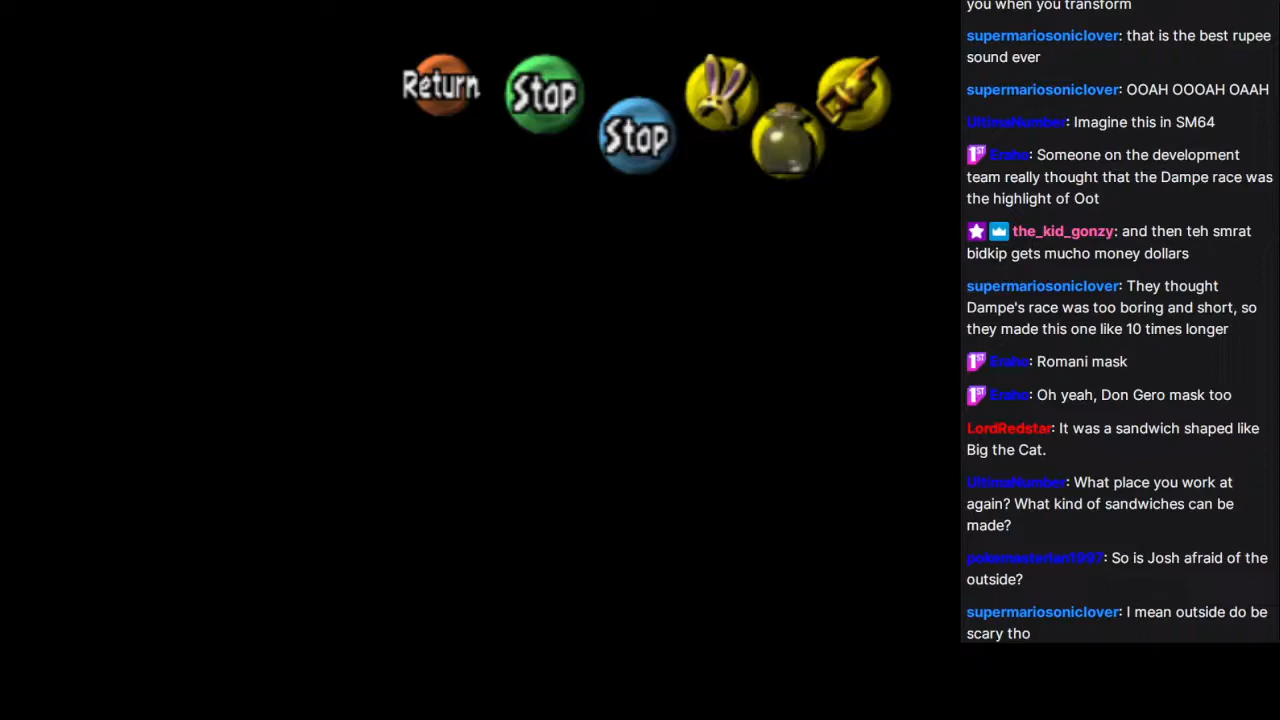 Return
Stop
Stop
you when you transform
supermariosoniclover: that is the best rupee
sound ever
supermariosoniclover: OOAH OOOAH OAAH
UltimaNumber: Imagine this in SM64
1ST Eraho: Someone on the development
team really thought that the Dampe race was
the highlight of Oot
the_kid_gonzy: and then teh smrat
bidkip gets mucho money dollars
supermariosoniclover: They thought
Dampe's race was too boring and short, so
they made this one like 10 times longer
1ST Eraho: Romani mask
1ST Eraho: Oh yeah, Don Gero mask too
LordRedstar: It was a sandwich shaped like
Big the Cat.
UltimaNumber: What place you work at
again? What kind of sandwiches can be
made?
pokemasterian1997: So is Josh afraid of the
outside?
supermariosoniclover: I mean outside do be
scary tho